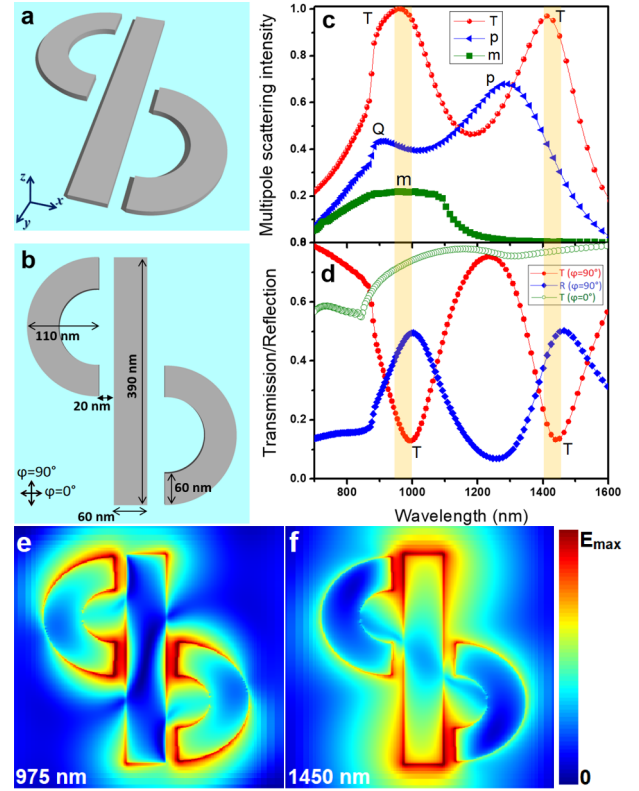 a
z
x
y
b
110 nm
390 nm
20 nm
60 nm
φ=90°
φ=0°
60 nm
c
T
T
p
m
T
p
Q
m
Multipole scattering intensity
1.0
0.8
0.6
0.4
0.2
0.8
d
T (φ=90°)
R (φ=90°)
T (φ=0°)
Transmission/Reflection
0.6
0.4
0.2
0.0
T
T
800
1000
1200
1400
1600
Wavelength (nm)
e
975 nm
f
1450 nm
Emax
0